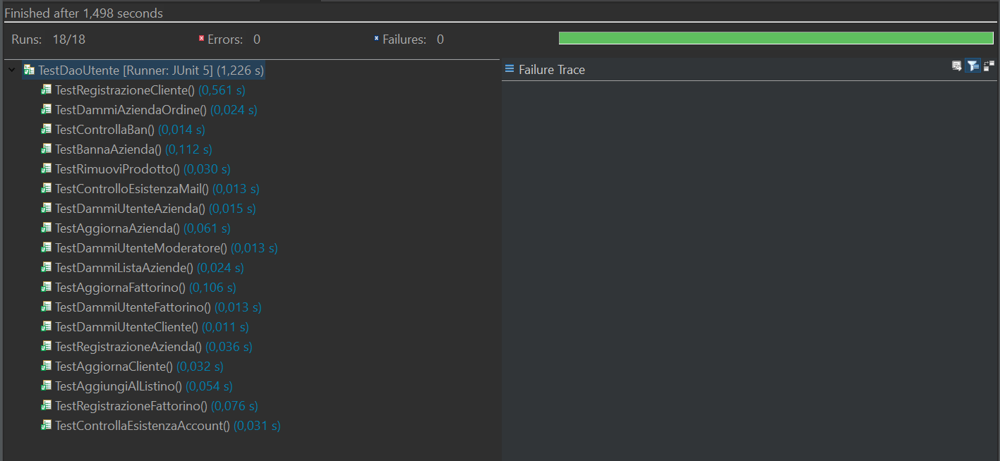 Finished after 1,498 seconds
Runs: 18/18 Errors: 0 Failures: 0
TestDaoUtente [Runner: JUnit 5] (1,226 s)
Failure Trace
TestRegistrazioneCliente() (0,561 s)
TestDammiAziendaOrdine() (0,024 s)
TestControllaBan() (0,014 s)
TestBannaAzienda() (0,112 s)
TestRimuoviProdotto() (0,030 s)
TestControlloEsistenzaMail() (0,013 s)
TestDammiUtenteAzienda() (0,015 s)
TestAggiornaAzienda() (0,061 s)
TestDammiUtenteModeratore() (0,013 s)
TestDammiListaAziende() (0,024 s)
TestAggiornaFattorino() (0,106 s)
TestDammiUtenteFattorino() (0,013 s)
TestDammiUtenteCliente() (0,011 s)
TestRegistrazioneAzienda() (0,036 s)
TestAggiornaCliente() (0,032 s)
TestAggiungiAlListino() (0,054 s)
TestRegistrazioneFattorino() (0,076 s)
TestControllaEsistenzaAccount() (0,031 s)